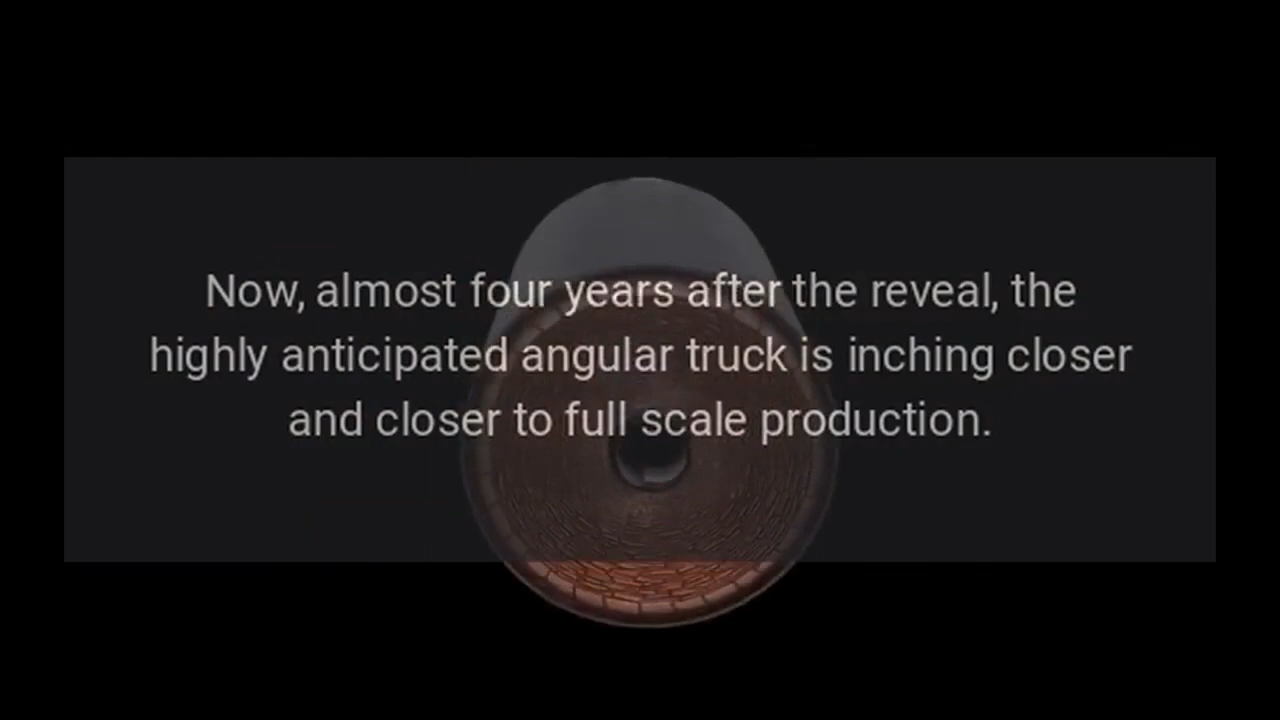 Now, almost four years after the reveal, the
highly anticipated angular truck is inching closer
and closer to full scale production.